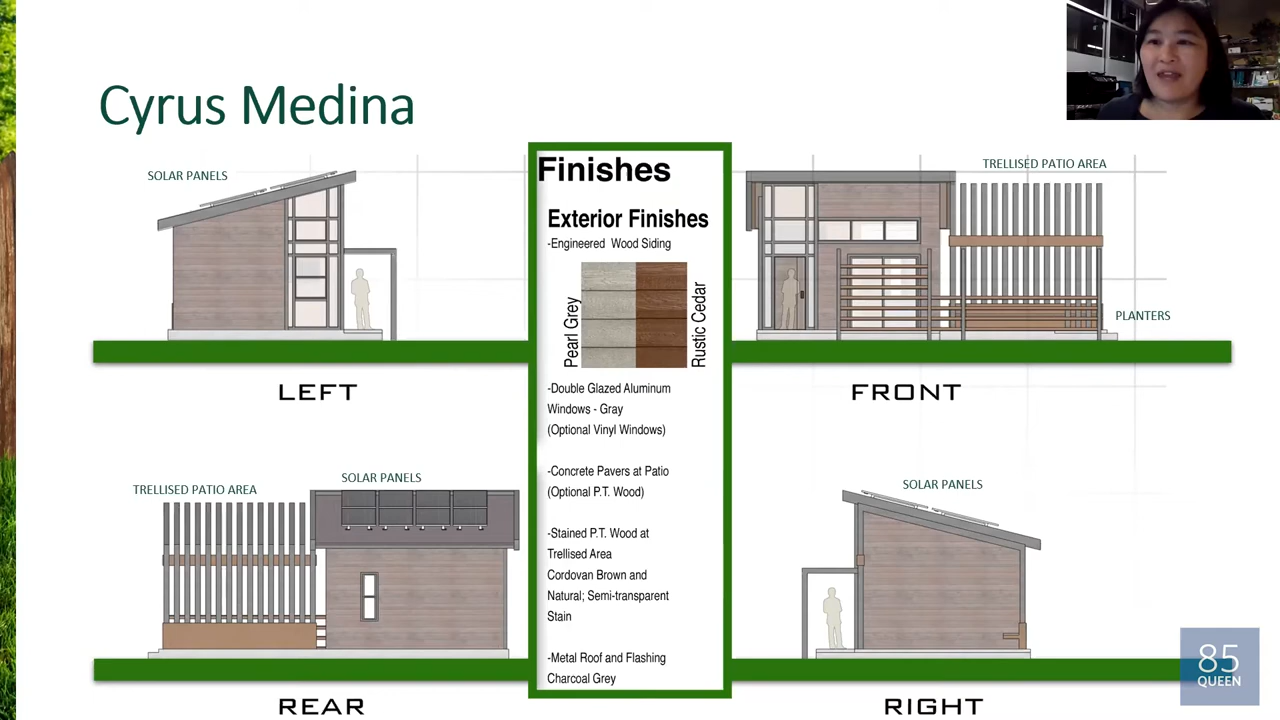 Cyrus Medina
SOLAR PANELS
LEFT
TRELLISED PATIO AREA
SOLAR PANELS
REAR
Finishes
Exterior Finishes
-Engineered Wood Siding
Pearl Grey
Rustic Cedar
-Double Glazed Aluminum
Windows - Gray
(Optional Vinyl Windows)
-Concrete Pavers at Patio
(Optional P.T. Wood)
-Stained P.T. Wood at
Trellised Area
Cordovan Brown and
Natural; Semi-transparent
Stain
-Metal Roof and Flashing
Charcoal Grey
TRELLISED PATIO AREA
PLANTERS
FRONT
SOLAR PANELS
RIGHT
85
QUEEN